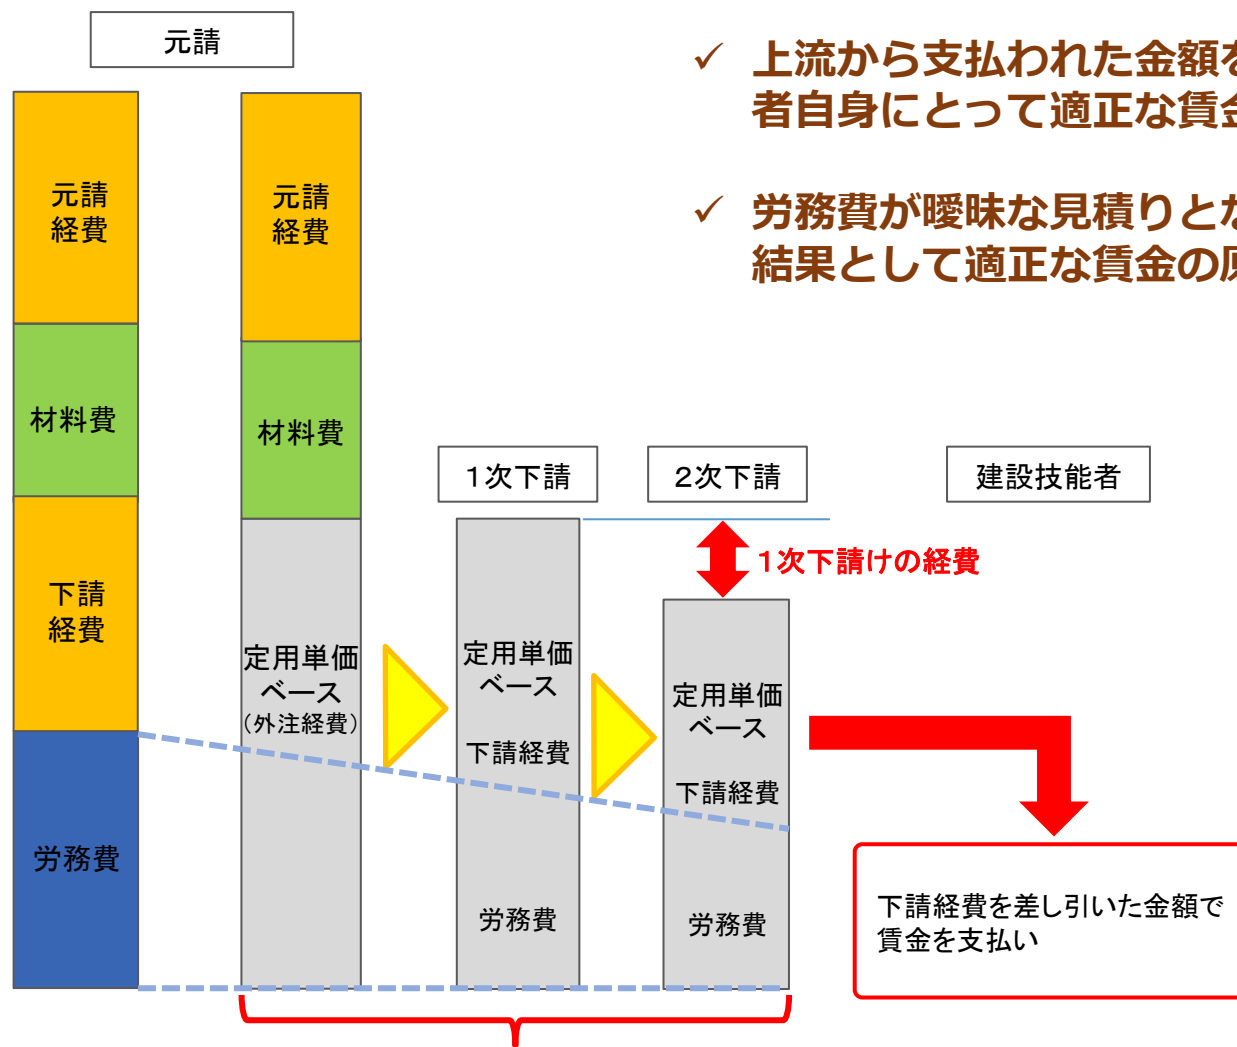 元請
上流から支払われた金額を
者自身にとって適正な賃金
労務費が曖昧な見積りとな
結果として適正な賃金の原
元請
経費
材料費
下請
経費
労務費
元請
経費
材料費
定用単価
ベース
（外注経費）
1次下請
定用単価
ベース
下請経費
労務費
2次下請
1次下請けの経費
定用単価
ベース
下請経費
労務費
建設技能者
下請経費を差し引いた金額で
賃金を支払い